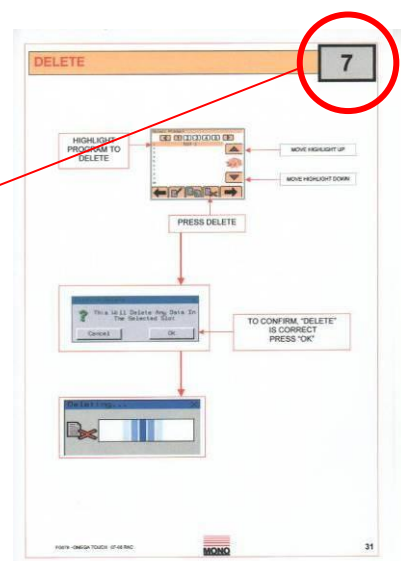 DELETE
7
HIGHLIGHT
PROGRAM TO
DELETE
MOVE HIGHLIGHT UP
MOVE HIGHLIGHT DOWN
PRESS DELETE
This Will Delete Any Data In
The Selected Slot
Cancel
OK
TO CONFIRM, "DELETE"
IS CORRECT
PRESS "OK"
Deleting...
MONO
31